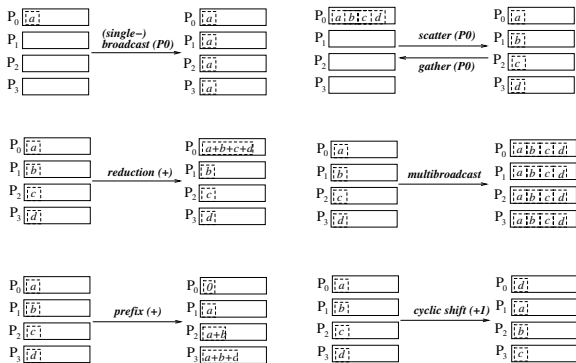 P0 a
P1
P2
P3
(single-)
broadcast (P0)
P0 a
P1 a
P2 a
P3 a
P0 a b c d
P1
P2
P3
scatter (P0)
gather (P0)
P0 a
P1 b
P2 c
P3 d
P0 a
P1 b
P2 c
P3 d
reduction (+)
P0 a+b+c+d
P1 b
P2 c
P3 d
P0 a
P1 b
P2 c
P3 d
multibroadcast
P0 a b c d
P1 a b c d
P2 a b c d
P3 a b c d
P0 a
P1 b
P2 c
P3 d
prefix (+)
P0 0
P1 a
P2 a+b
P3 a+b+c
P0 a
P1 b
P2 c
P3 d
cyclic shift (+1)
P0 d
P1 a
P2 b
P3 c